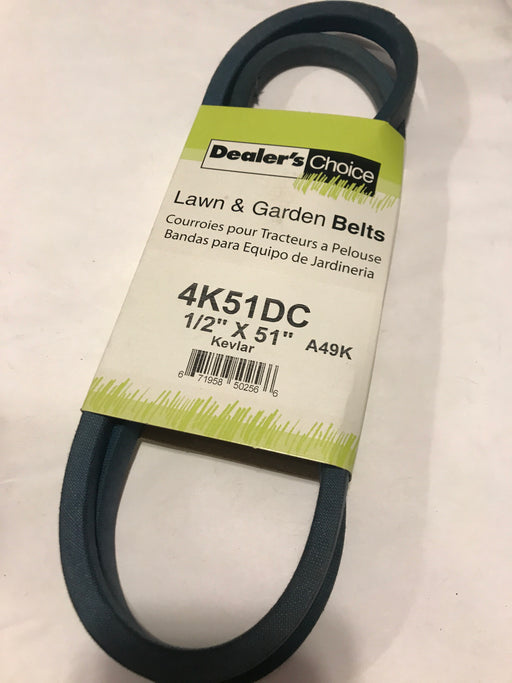 Dealer's Choice
Lawn & Garden Belts
Courroies pour Tracteurs a Pelouse
Bandas para Equipo de Jardineria
4K51DC
1/2" X 51" A49K
Kevlar
6 71958 50256 6